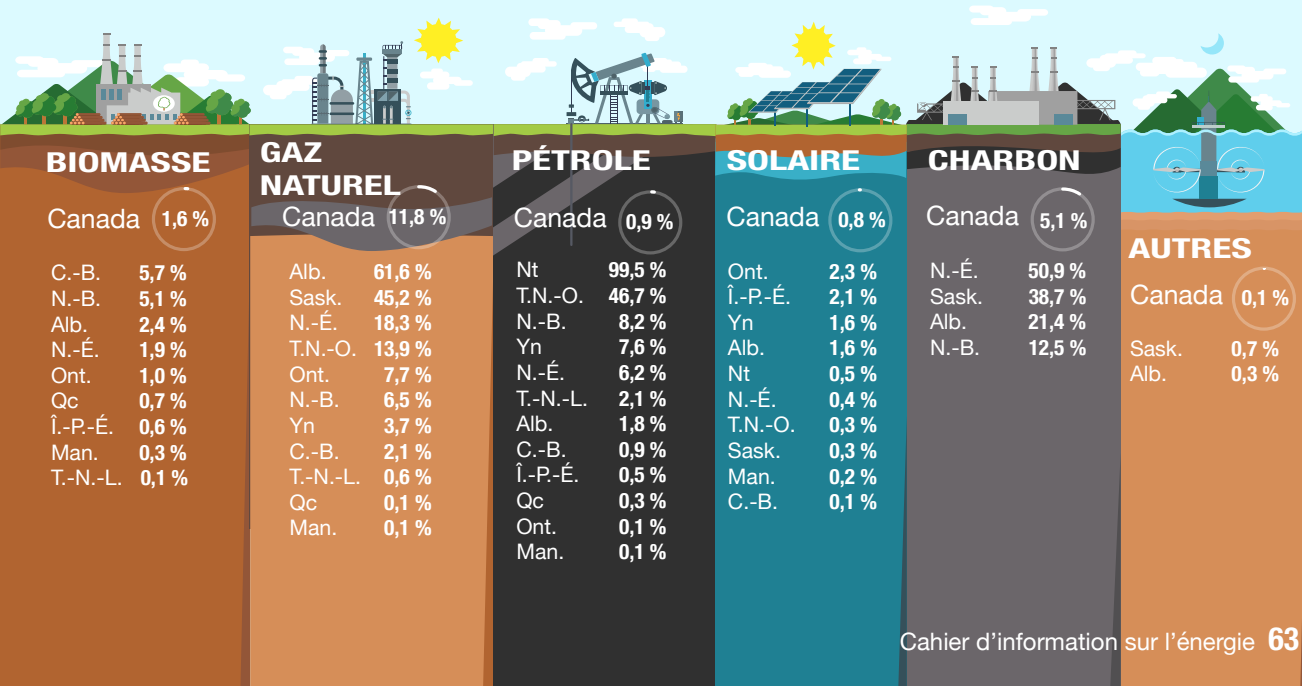 BIOMASSE
Canada 1,6 %
C.-B. 5,7 %
N.-B. 5,1 %
Alb. 2,4 %
N.-É. 1,9 %
Ont. 1,0 %
Qc 0,7 %
Î.-P.-É. 0,6 %
Man. 0,3 %
T.-N.-L. 0,1 %
GAZ
NATUREL
Canada 11,8 %
Alb. 61,6 %
Sask. 45,2 %
N.-É. 18,3 %
T.N.-O. 13,9 %
Ont. 7,7 %
N.-B. 6,5 %
Yn 3,7 %
C.-B. 2,1 %
T.-N.-L. 0,6 %
Qc 0,1 %
Man. 0,1 %
PÉTROLE
Canada 0,9 %
Nt 99,5 %
T.N.-O. 46,7 %
N.-B. 8,2 %
Yn 7,6 %
N.-É. 6,2 %
T.-N.-L. 2,1 %
Alb. 1,8 %
C.-B. 0,9 %
Î.-P.-É. 0,5 %
Qc 0,3 %
Ont. 0,1 %
Man. 0,1 %
SOLAIRE
Canada 0,8 %
Ont. 2,3 %
Î.-P.-É. 2,1 %
Yn 1,6 %
Alb. 1,6 %
Nt 0,5 %
N.-É. 0,4 %
T.N.-O. 0,3 %
Sask. 0,3 %
Man. 0,2 %
C.-B. 0,1 %
CHARBON
Canada 5,1 %
N.-É. 50,9 %
Sask. 38,7 %
Alb. 21,4 %
N.-B. 12,5 %
AUTRES
Canada 0,1 %
Sask. 0,7 %
Alb. 0,3 %
Cahier d'information sur l'énergie 63